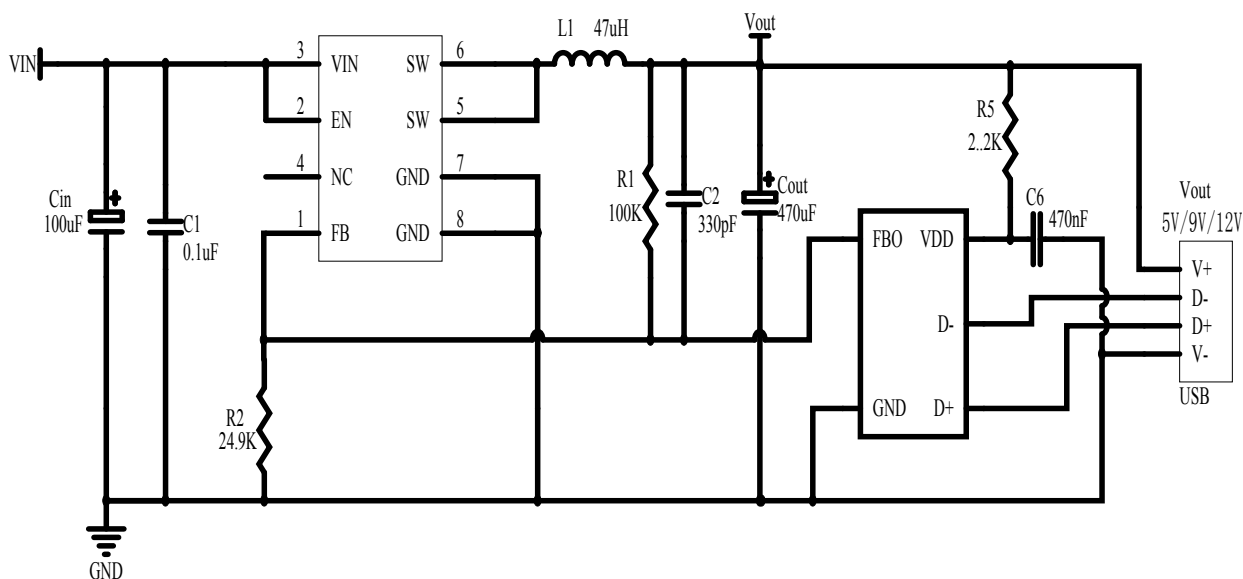 L1 47uH
Vout
VIN
3 VIN SW 6
2 EN SW 5
4 NC GND 7
1 FB GND 8
Cin
100uF
C1
0.1uF
R1
100K
C2
330pF
Cout
470uF
R5
2..2K
C6
470nF
Vout
5V/9V/12V
FBO VDD
D-
GND D+
V+
D-
D+
V-
USB
R2
24.9K
GND